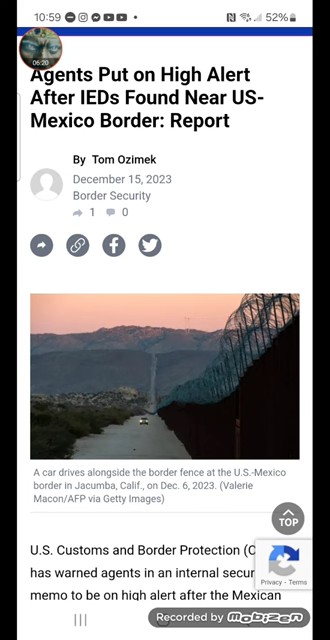 10:59
52%
06:20
Agents Put on High Alert
After IEDs Found Near US-
Mexico Border: Report
By Tom Ozimek
December 15, 2023
Border Security
1 0
A car drives alongside the border fence at the U.S.-Mexico
border in Jacumba, Calif., on Dec. 6, 2023. (Valerie
Macon/AFP via Getty Images)
TOP
U.S. Customs and Border Protection (C
has warned agents in an internal secur
Privacy - Terms
memo to be on high alert after the Mexican
Recorded by mobizen